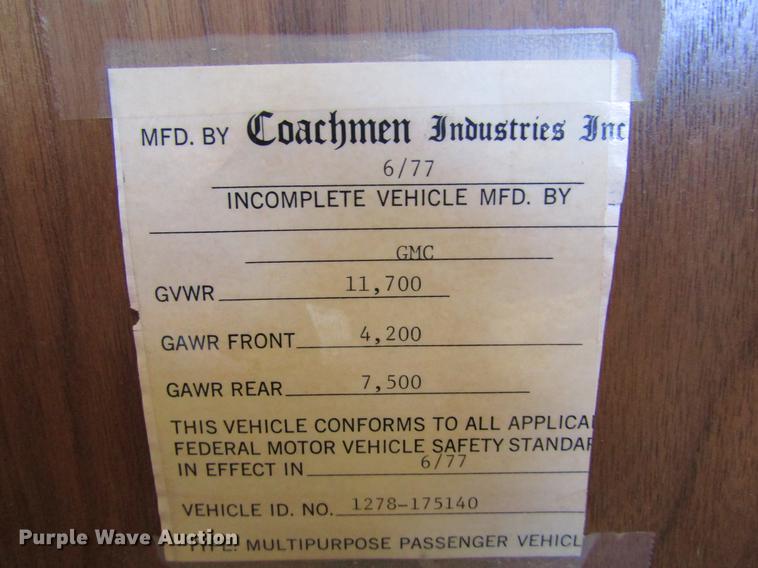 MFD. BY Coachmen Industries Inc
6/77
INCOMPLETE VEHICLE MFD. BY
GMC
GVWR 11,700
GAWR FRONT 4,200
GAWR REAR 7,500
THIS VEHICLE CONFORMS TO ALL APPLICA
FEDERAL MOTOR VEHICLE SAFETY STANDAR
IN EFFECT IN 6/77
VEHICLE ID. NO. 1278-175140
TYPE: MULTIPURPOSE PASSENGER VEHICL
Purple Wave Auction